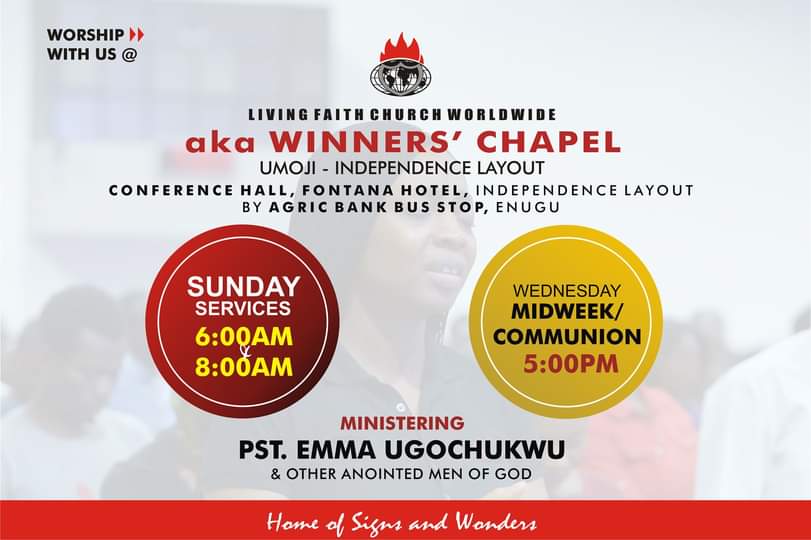 WORSHIP
WITH US @
LIVING FAITH CHURCH WORLDWIDE
aka WINNERS' CHAPEL
UMOJI - INDEPENDENCE LAYOUT
CONFERENCE HALL, FONTANA HOTEL, INDEPENDENCE LAYOUT
BY AGRIC BANK BUS STOP, ENUGU
SUNDAY
SERVICES
6:00AM
&
8:00AM
WEDNESDAY
MIDWEEK/
COMMUNION
5:00PM
MINISTERING
PST. EMMA UGOCHUKWU
& OTHER ANOINTED MEN OF GOD
Home of Signs and Wonders